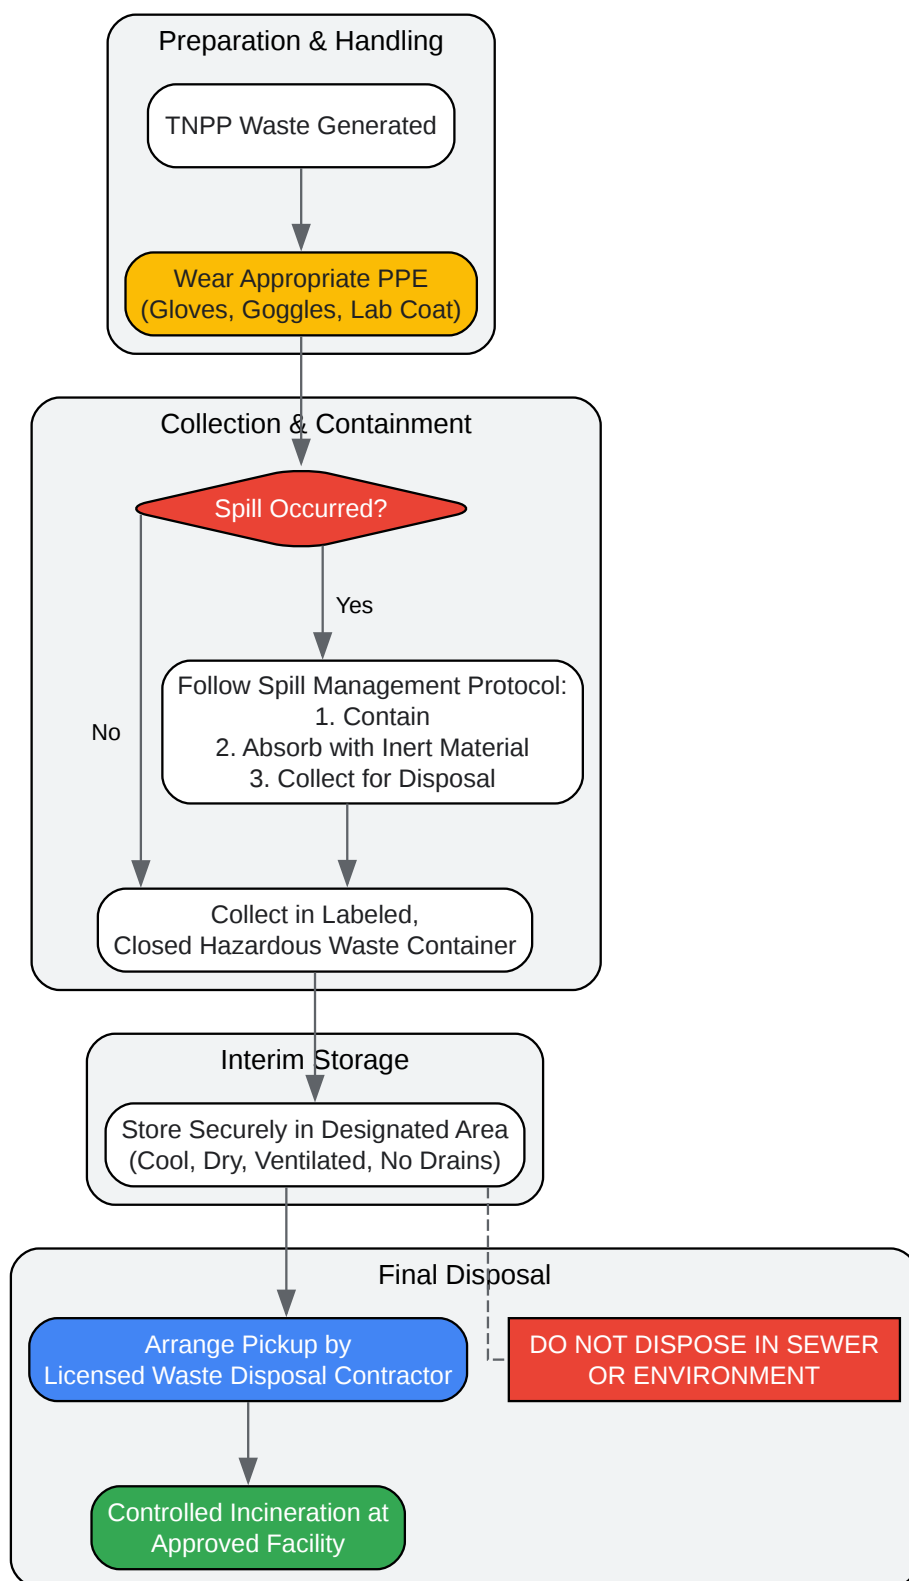 Preparation & Handling
TNPP Waste Generated
Wear Appropriate PPE
(Gloves, Goggles, Lab Coat)
Collection & Containment
Spill Occurred?
Yes
Follow Spill Management Protocol:
1. Contain
2. Absorb with Inert Material
3. Collect for Disposal
No
Collect in Labeled,
Closed Hazardous Waste Container
Interim Storage
Store Securely in Designated Area
(Cool, Dry, Ventilated, No Drains)
Final Disposal
Arrange Pickup by
Licensed Waste Disposal Contractor
DO NOT DISPOSE IN SEWER
OR ENVIRONMENT
Controlled Incineration at
Approved Facility